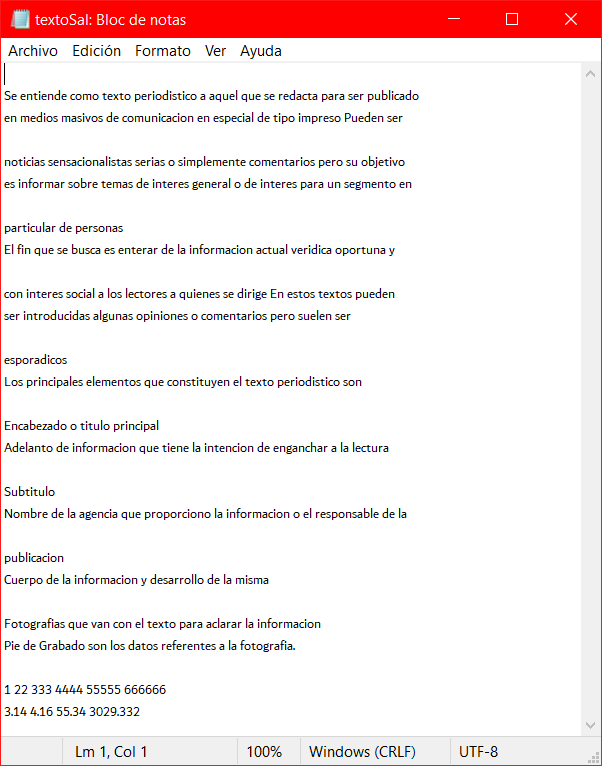 textoSal: Bloc de notas
Archivo Edición Formato Ver Ayuda
Se entiende como texto periodistico a aquel que se redacta para ser publicado
en medios masivos de comunicacion en especial de tipo impreso Pueden ser
noticias sensacionalistas serias o simplemente comentarios pero su objetivo
es informar sobre temas de interes general o de interes para un segmento en
particular de personas
El fin que se busca es enterar de la informacion actual veridica oportuna y
con interes social a los lectores a quienes se dirige En estos textos pueden
ser introducidas algunas opiniones o comentarios pero suelen ser
esporadicos
Los principales elementos que constituyen el texto periodistico son
Encabezado o titulo principal
Adelanto de informacion que tiene la intencion de enganchar a la lectura
Subtitulo
Nombre de la agencia que proporciono la informacion o el responsable de la
publicacion
Cuerpo de la informacion y desarrollo de la misma
Fotografias que van con el texto para aclarar la informacion
Pie de Grabado son los datos referentes a la fotografia.
1 22 333 4444 55555 666666
3.14 4.16 55.34 3029.332
Lm 1, Col 1 100% Windows (CRLF) UTF-8